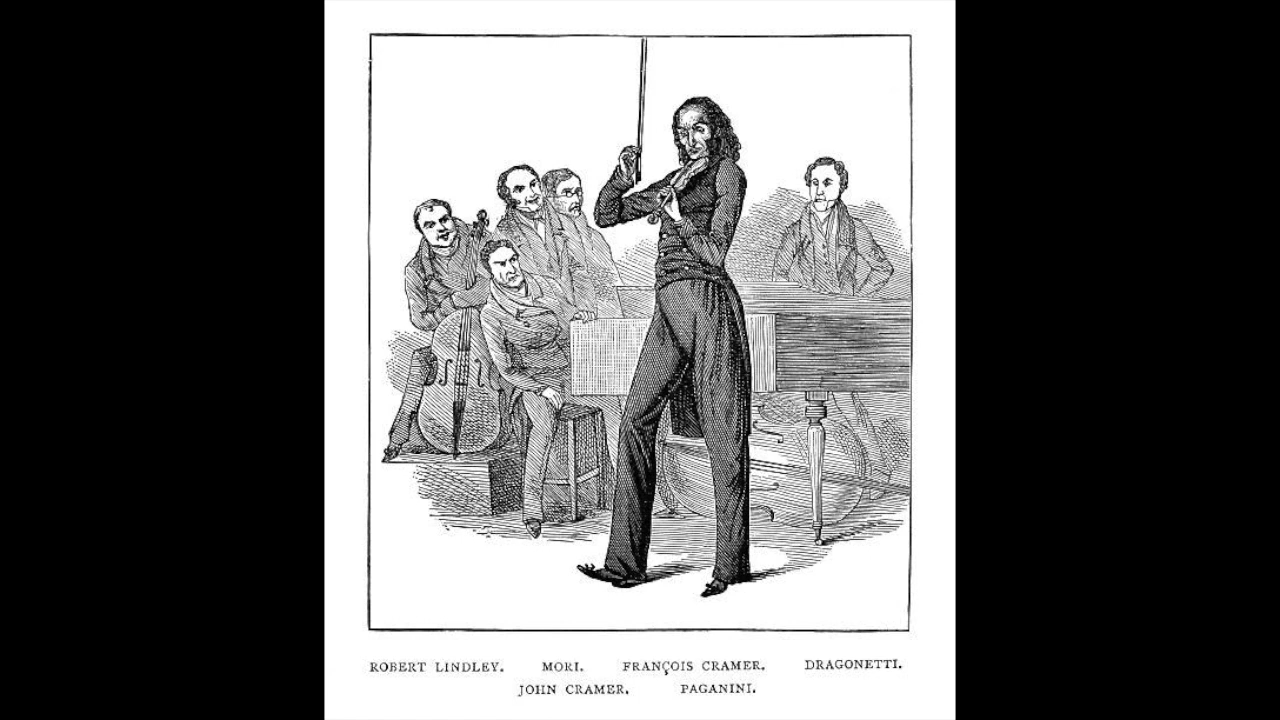 ROBERT LINDLEY. MORI. FRANÇOIS CRAMER. DRAGONETTI.
JOHN CRAMER. PAGANINI.